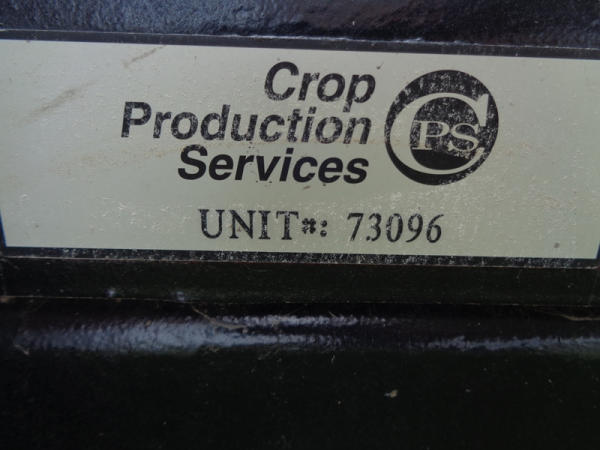 Crop
Production
Services
CPS
UNIT#: 73096